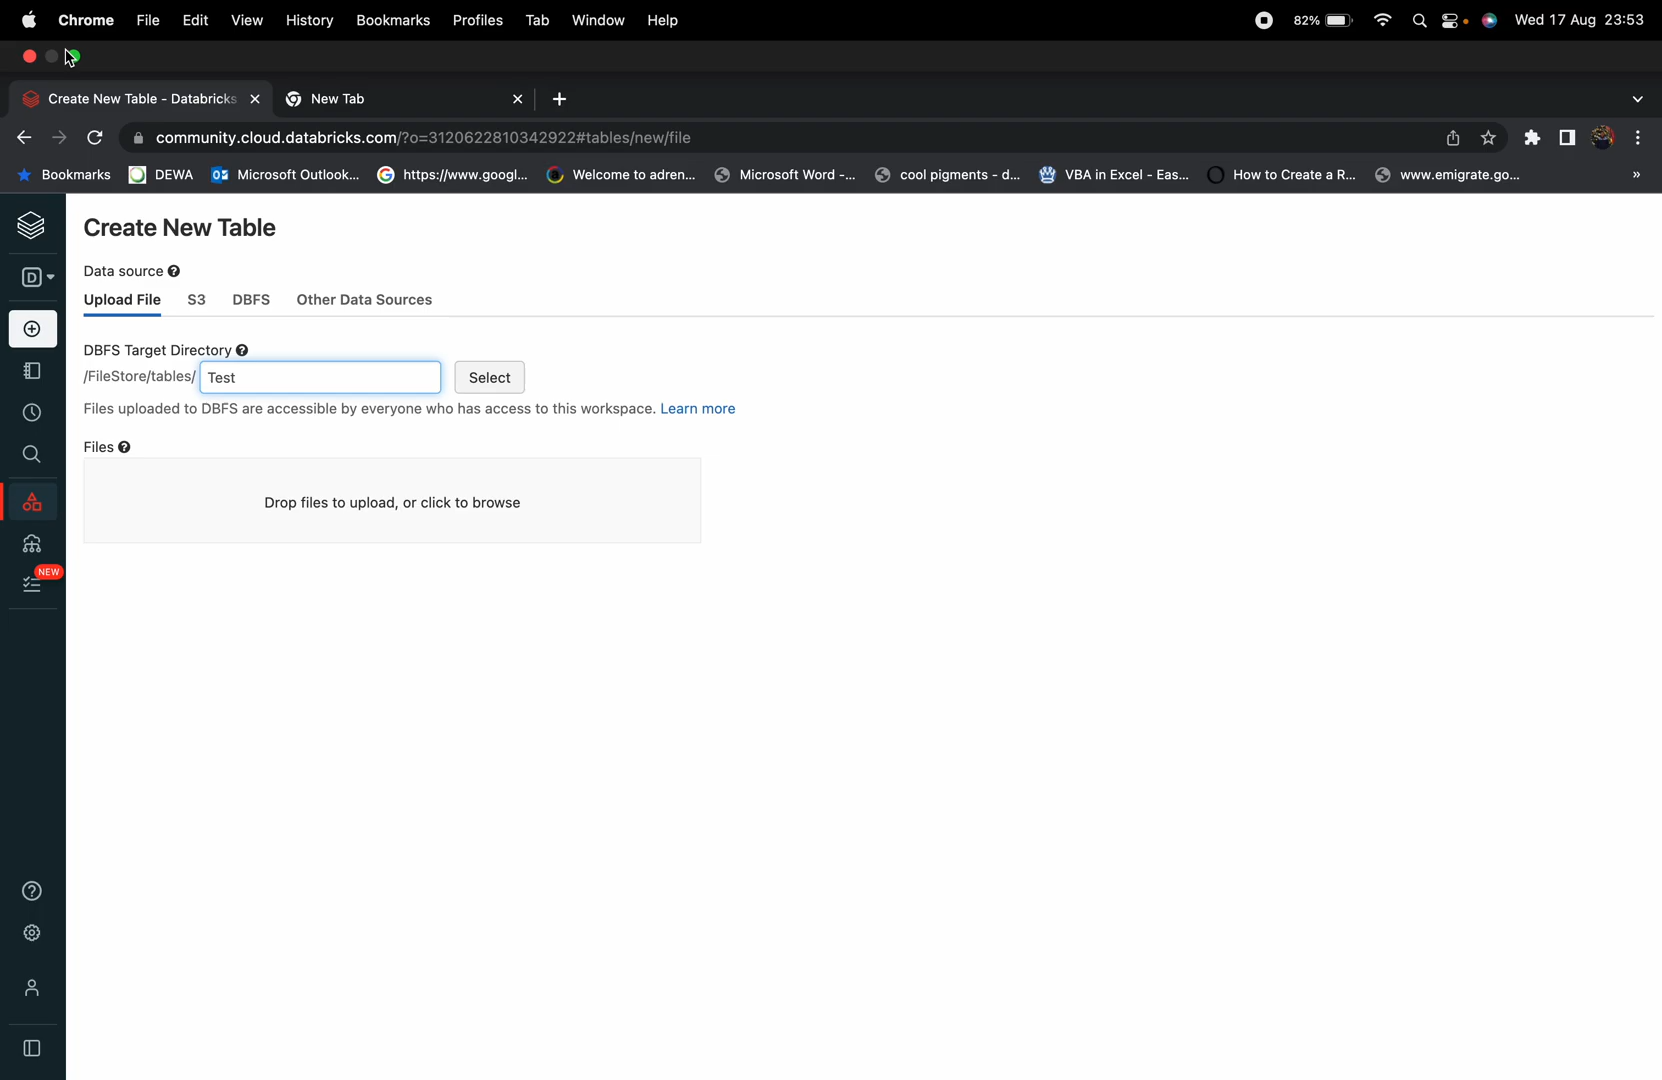 Chrome File Edit View History Bookmarks Profiles Tab Window Help 82% Wed 17 Aug 23:53
Create New Table - Databricks New Tab
community.cloud.databricks.com/?o=3120622810342922#tables/new/file
Bookmarks DEWA Microsoft Outlook... https://www.googl... Welcome to adren... Microsoft Word -... cool pigments - d... VBA in Excel - Eas... How to Create a R... www.emigrate.go... »
Create New Table
D
Data source
Upload File S3 DBFS Other Data Sources
DBFS Target Directory
/FileStore/tables/ Test Select
Files uploaded to DBFS are accessible by everyone who has access to this workspace. Learn more
Files
Drop files to upload, or click to browse
NEW